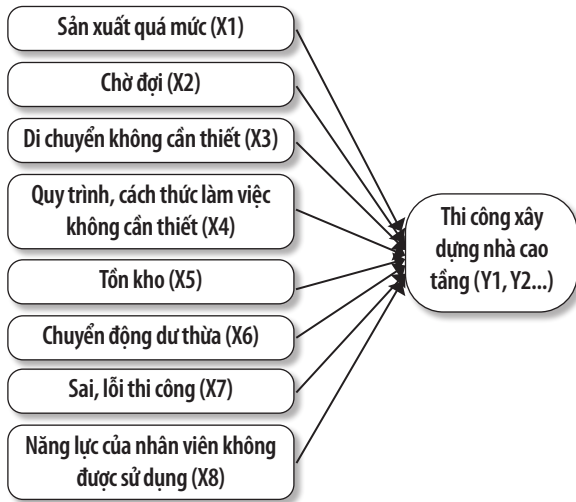 Sản xuất quá mức (X1)
Chờ đợi (X2)
Di chuyển không cần thiết (X3)
Quy trình, cách thức làm việc
không cần thiết (X4)
Tồn kho (X5)
Chuyển động dư thừa (X6)
Sai, lỗi thi công (X7)
Năng lực của nhân viên không
được sử dụng (X8)
Thi công xây
dựng nhà cao
tầng (Y1, Y2...)